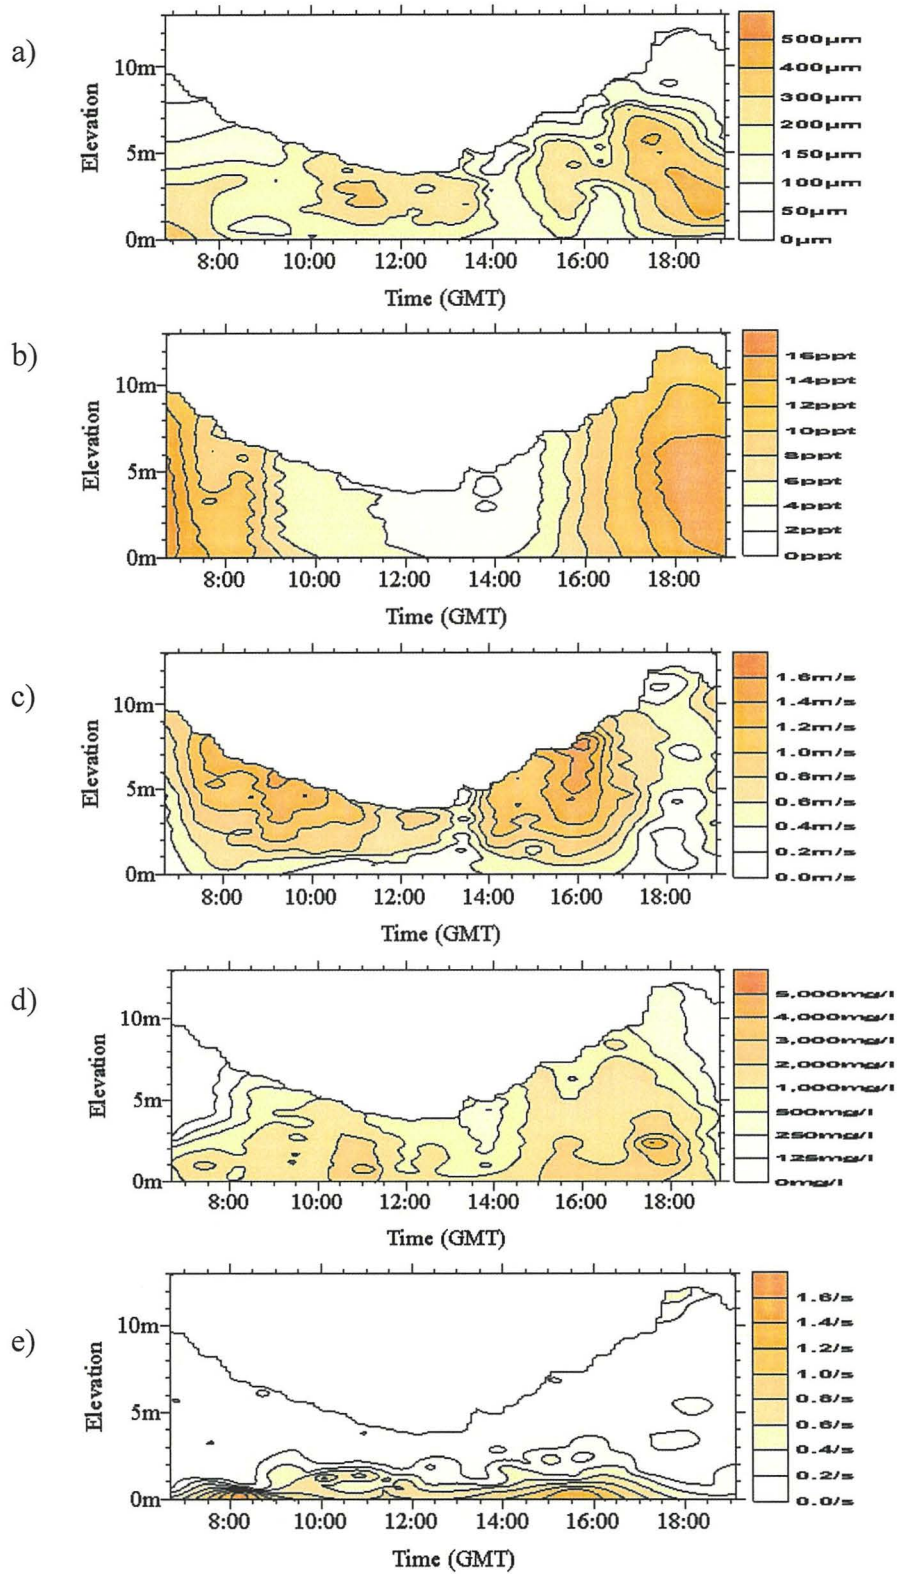 a)
Elevation
10m
5m
0m
500µm
400µm
300µm
200µm
150µm
100µm
50µm
0µm
8:00 10:00 12:00 14:00 16:00 18:00
Time (GMT)
b)
Elevation
10m
5m
0m
16ppt
14ppt
12ppt
10ppt
8ppt
6ppt
4ppt
2ppt
0ppt
8:00 10:00 12:00 14:00 16:00 18:00
Time (GMT)
c)
Elevation
10m
5m
0m
1.6m/s
1.4m/s
1.2m/s
1.0m/s
0.8m/s
0.6m/s
0.4m/s
0.2m/s
0.0m/s
8:00 10:00 12:00 14:00 16:00 18:00
Time (GMT)
d)
Elevation
10m
5m
0m
5,000mg/l
4,000mg/l
3,000mg/l
2,000mg/l
1,000mg/l
500mg/l
250mg/l
125mg/l
0mg/l
8:00 10:00 12:00 14:00 16:00 18:00
Time (GMT)
e)
Elevation
10m
5m
0m
1.6/s
1.4/s
1.2/s
1.0/s
0.8/s
0.6/s
0.4/s
0.2/s
0.0/s
8:00 10:00 12:00 14:00 16:00 18:00
Time (GMT)